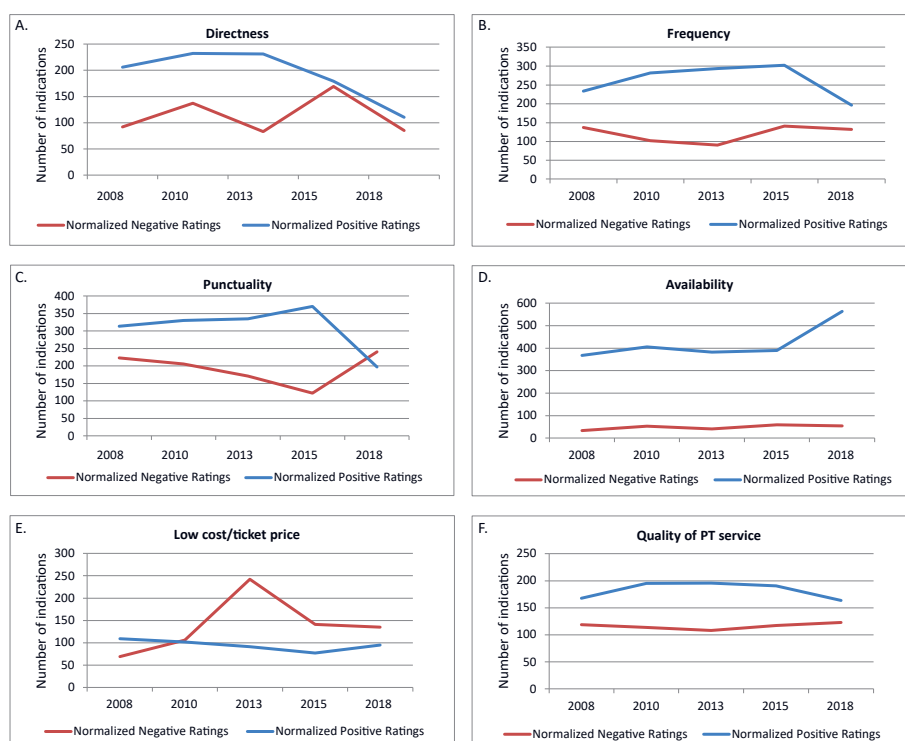 A.
Directness
Number of indications
250
200
150
100
50
0
2008 2010 2013 2015 2018
Normalized Negative Ratings Normalized Positive Ratings
B.
Frequency
Number of indications
350
300
250
200
150
100
50
0
2008 2010 2013 2015 2018
Normalized Negative Ratings Normalized Positive Ratings
C.
Punctuality
Number of indications
400
350
300
250
200
150
100
50
0
2008 2010 2013 2015 2018
Normalized Negative Ratings Normalized Positive Ratings
D.
Availability
Number of indications
600
500
400
300
200
100
0
2008 2010 2013 2015 2018
Normalized Negative Ratings Normalized Positive Ratings
E.
Low cost/ticket price
Number of indications
300
250
200
150
100
50
0
2008 2010 2013 2015 2018
Normalized Negative Ratings Normalized Positive Ratings
F.
Quality of PT service
Number of indications
250
200
150
100
50
0
2008 2010 2013 2015 2018
Normalized Negative Ratings Normalized Positive Ratings